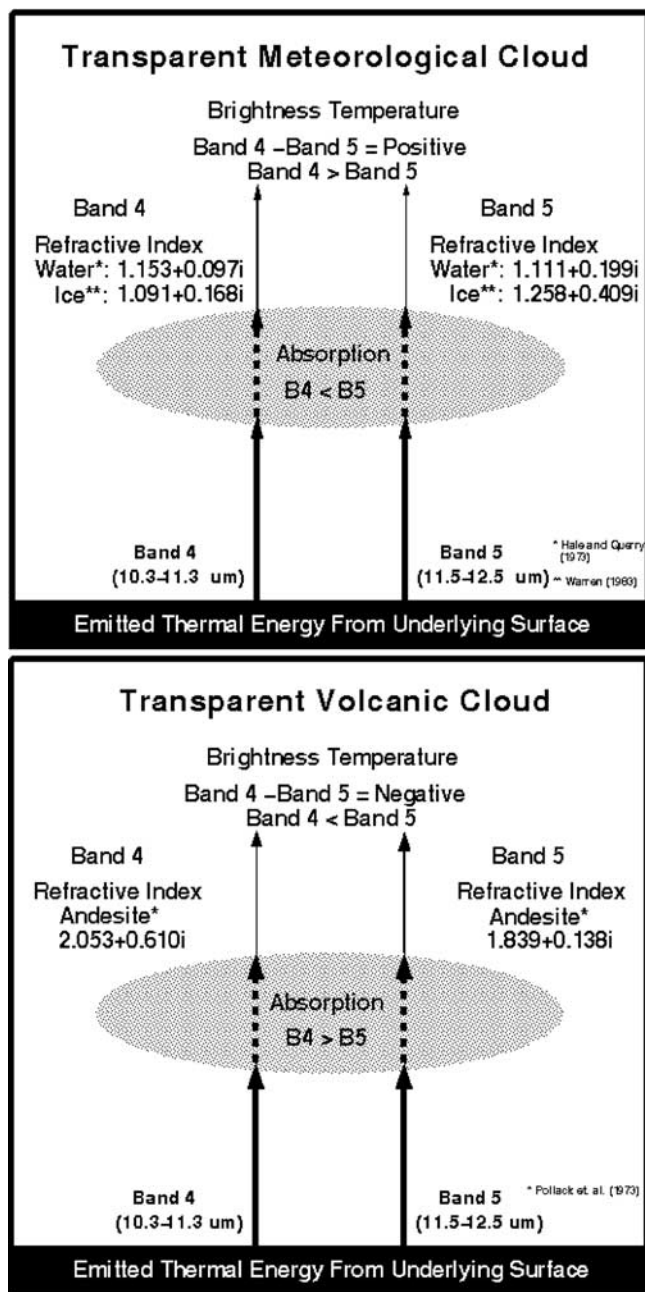 Transparent Meteorological Cloud
Brightness Temperature
Band 4 –Band 5 = Positive
Band 4 > Band 5
Band 4
Refractive Index
Water*: 1.153+0.097i
Ice**: 1.091+0.168i
Band 5
Refractive Index
Water*: 1.111+0.199i
Ice**: 1.258+0.409i
Absorption
B4 < B5
Band 4
(10.3–11.3 um)
Band 5
(11.5–12.5 um)
* Hale and Querry
(1973)
** Warren (1983)
Emitted Thermal Energy From Underlying Surface
Transparent Volcanic Cloud
Brightness Temperature
Band 4 –Band 5 = Negative
Band 4 < Band 5
Band 4
Refractive Index
Andesite*
2.053+0.610i
Band 5
Refractive Index
Andesite*
1.839+0.138i
Absorption
B4 > B5
Band 4
(10.3–11.3 um)
Band 5
(11.5–12.5 um)
* Pollack et. al. (1973)
Emitted Thermal Energy From Underlying Surface